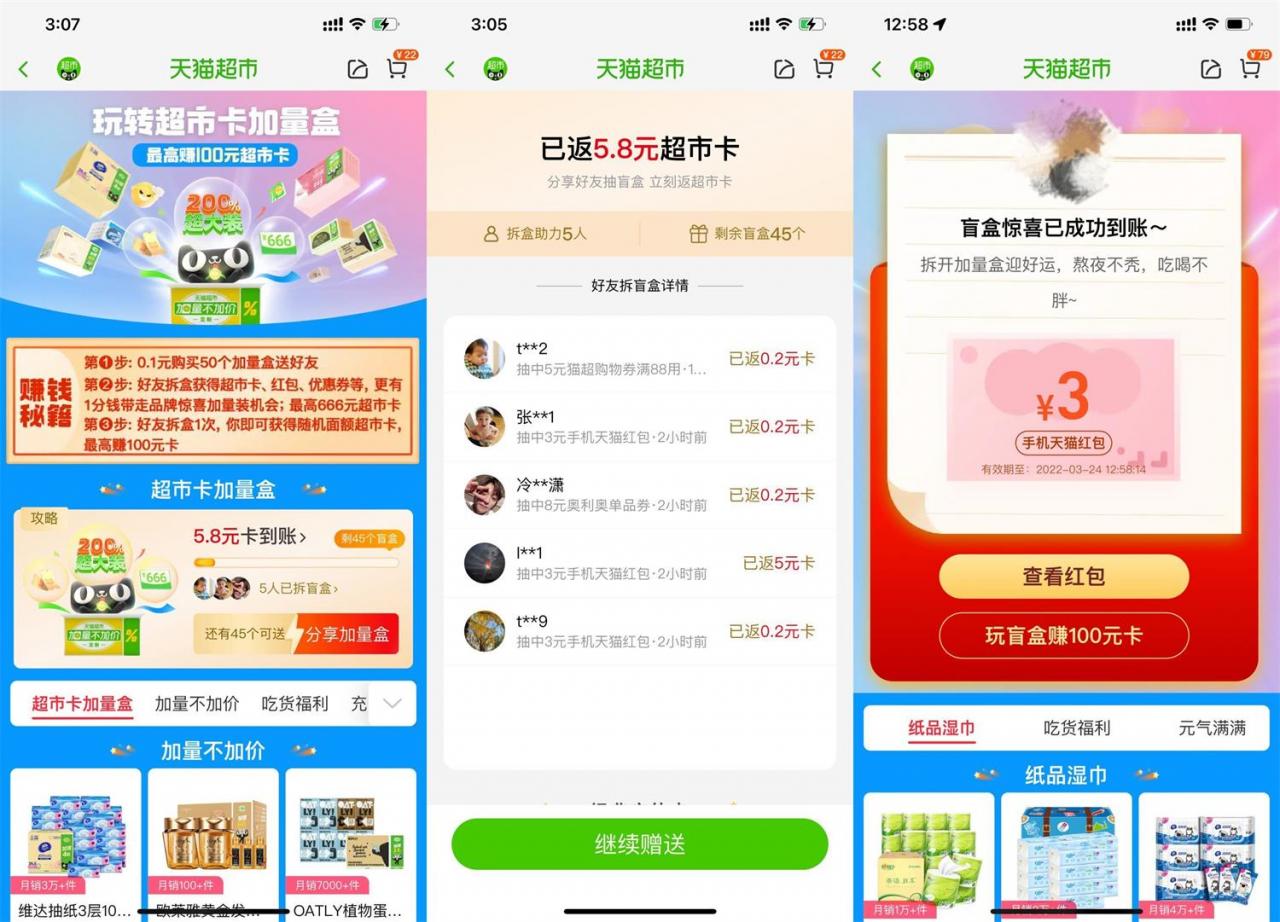 3:07
天猫超市
¥22
玩转超市卡加量盒
最高赚100元超市卡
200%
超大装
¥666
天猫超市
加量不加价
%
赚钱
秘籍
第1步: 0.1元购买50个加量盒送好友
第2步: 好友拆盒获得超市卡、红包、优惠券等, 更有
1分钱带走品牌惊喜加量装机会; 最高666元超市卡
第3步: 好友拆盒1次, 你即可获得随机面额超市卡,
最高赚100元卡
超市卡加量盒
攻略
200%
超大装
¥666
天猫超市
加量不加价
%
5.8元卡到账›
剩45个盲盒
5人已拆盲盒›
还有45个可送
分享加量盒
超市卡加量盒
加量不加价
吃货福利
充
加量不加价
月销3万+件
月销100+件
月销7000+件
维达抽纸3层10...
欧莱雅黄金发...
OATLY植物蛋...
3:05
天猫超市
¥22
已返5.8元超市卡
分享好友抽盲盒 立刻返超市卡
拆盒助力5人
剩余盲盒45个
好友拆盲盒详情
t**2
抽中5元猫超购物券满88用·1...
已返0.2元卡
张**1
抽中3元手机天猫红包·2小时前
已返0.2元卡
冷**潇
抽中8元奥利奥单品券·2小时前
已返0.2元卡
l**1
抽中3元手机天猫红包·2小时前
已返5元卡
t**9
抽中3元手机天猫红包·2小时前
已返0.2元卡
继续赠送
12:58
天猫超市
¥79
盲盒惊喜已成功到账~
拆开加量盒迎好运，熬夜不秃，吃喝不
胖~
¥3
手机天猫红包
有效期至：2022-03-24 12:58:14
查看红包
玩盲盒赚100元卡
纸品湿巾
吃货福利
元气满满
纸品湿巾
月销1万+件
月销4万+件